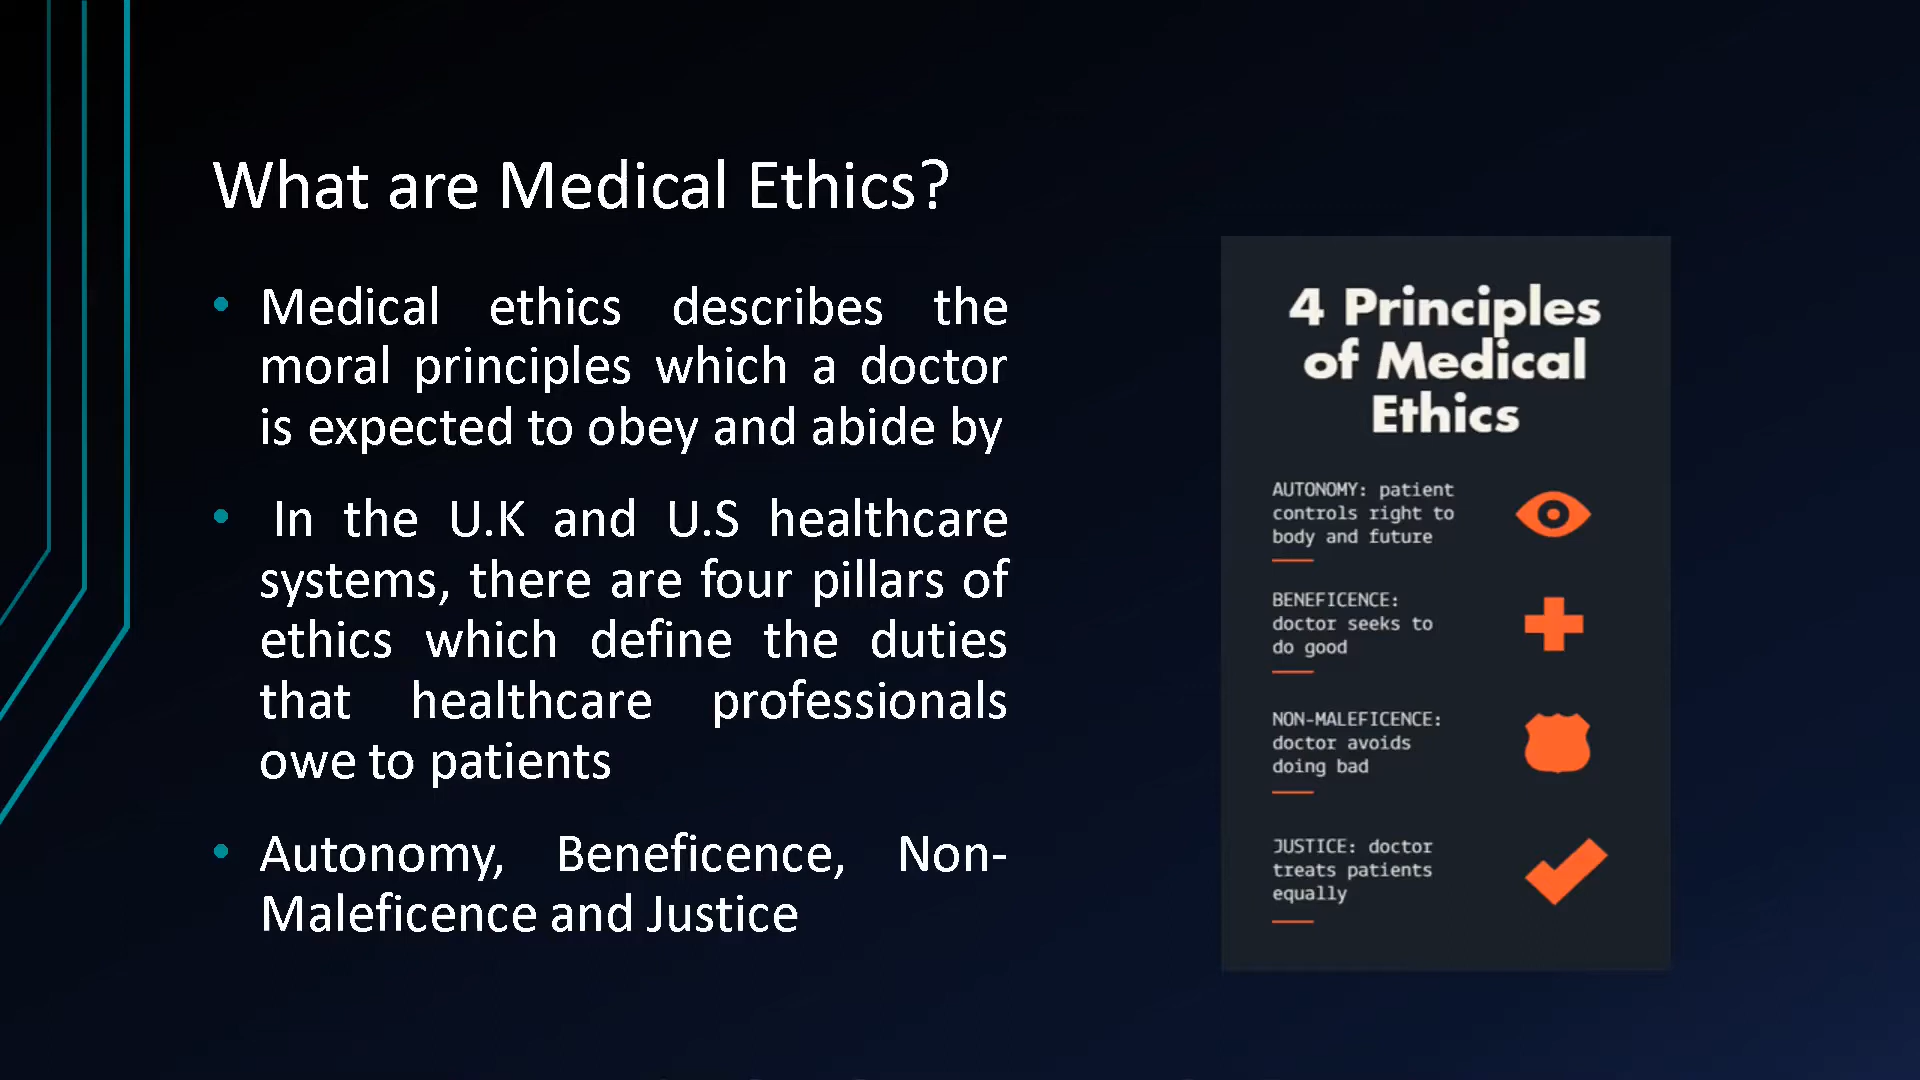 What are Medical Ethics?
• Medical ethics describes the
moral principles which a doctor
is expected to obey and abide by
• In the U.K and U.S healthcare
systems, there are four pillars of
ethics which define the duties
that healthcare professionals
owe to patients
• Autonomy, Beneficence, Non-
Maleficence and Justice
4 Principles
of Medical
Ethics
AUTONOMY: patient
controls right to
body and future
BENEFICENCE:
doctor seeks to
do good
NON-MALEFICENCE:
doctor avoids
doing bad
JUSTICE: doctor
treats patients
equally